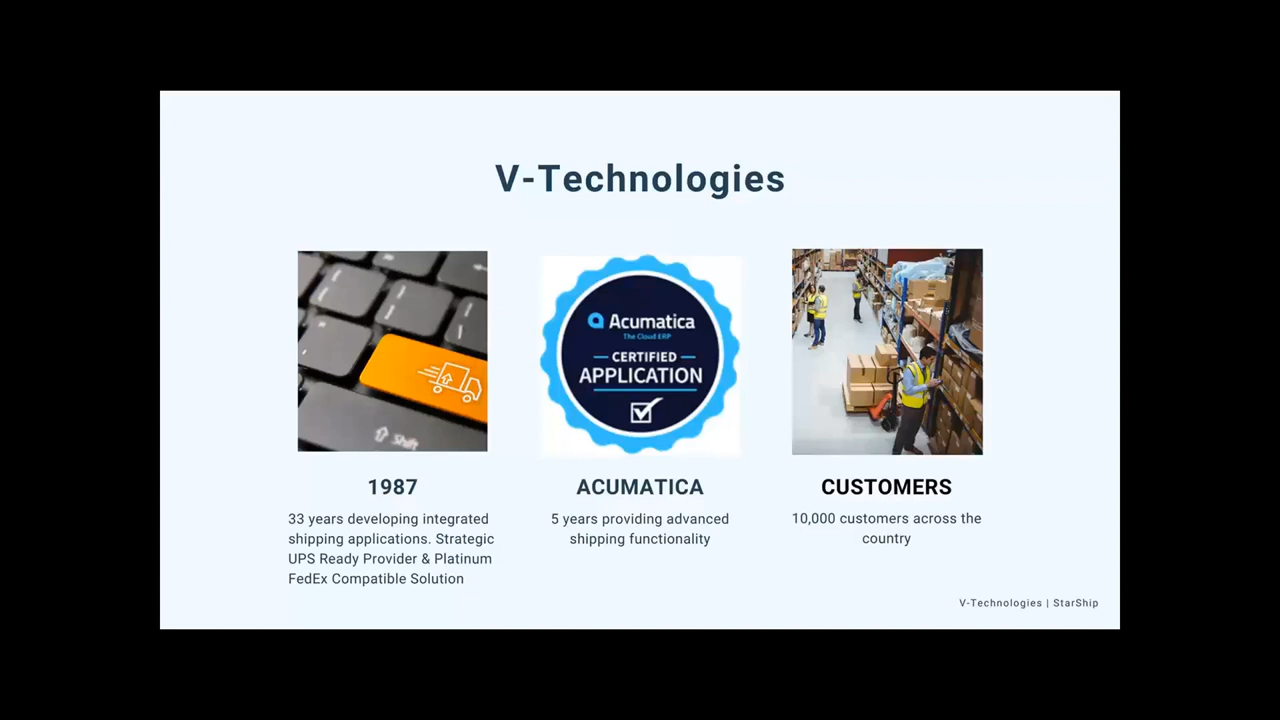 V-Technologies
Shift
Acumatica
The Cloud ERP
CERTIFIED
APPLICATION
1987
33 years developing integrated
shipping applications. Strategic
UPS Ready Provider & Platinum
FedEx Compatible Solution
ACUMATICA
5 years providing advanced
shipping functionality
CUSTOMERS
10,000 customers across the
country
V-Technologies | StarShip